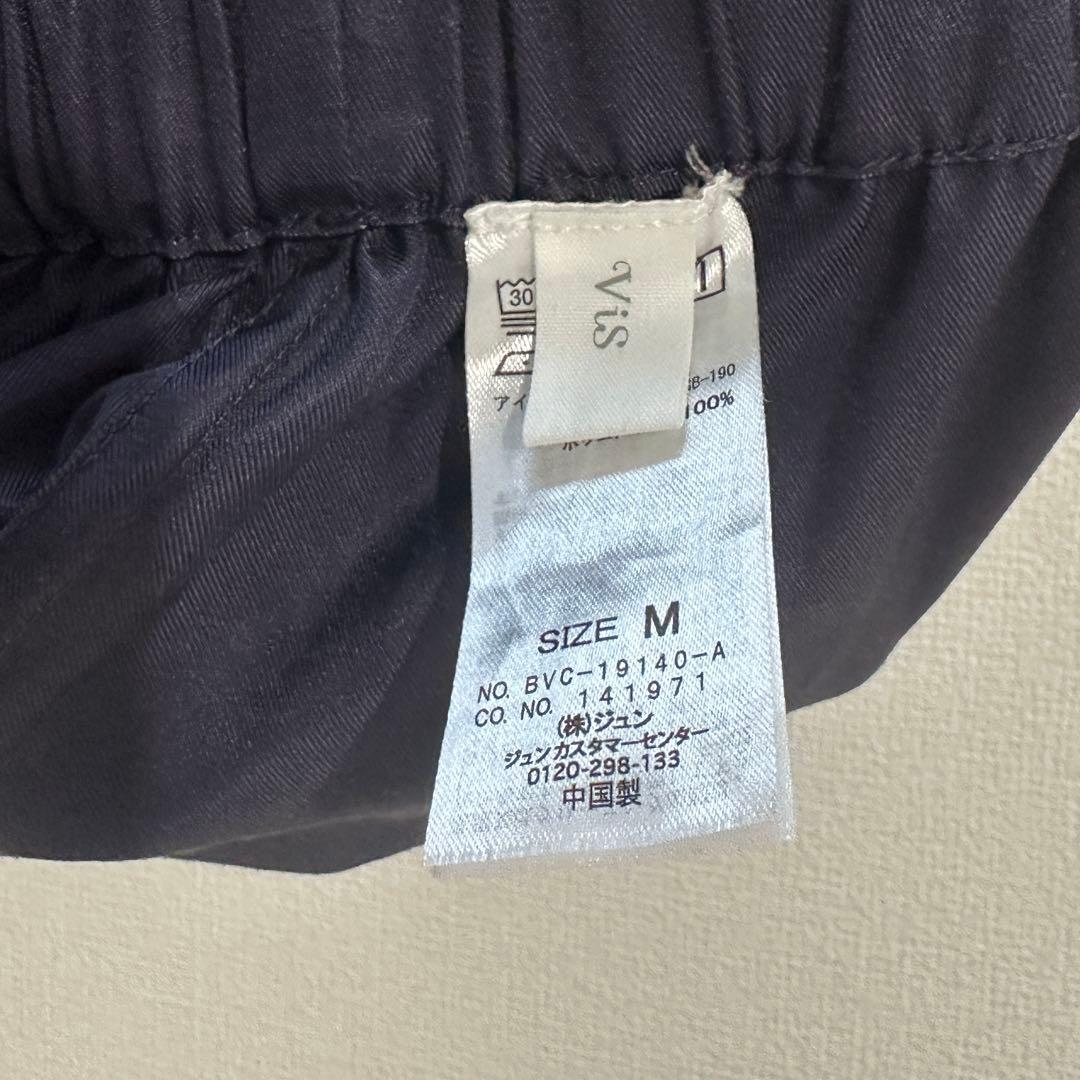 ViS
30
アイ
-190
100%
SIZE M
NO. BVC-19140-A
CO. NO. 141971
(株)ジュン
ジュンカスタマーセンター
0120-298-133
中国製